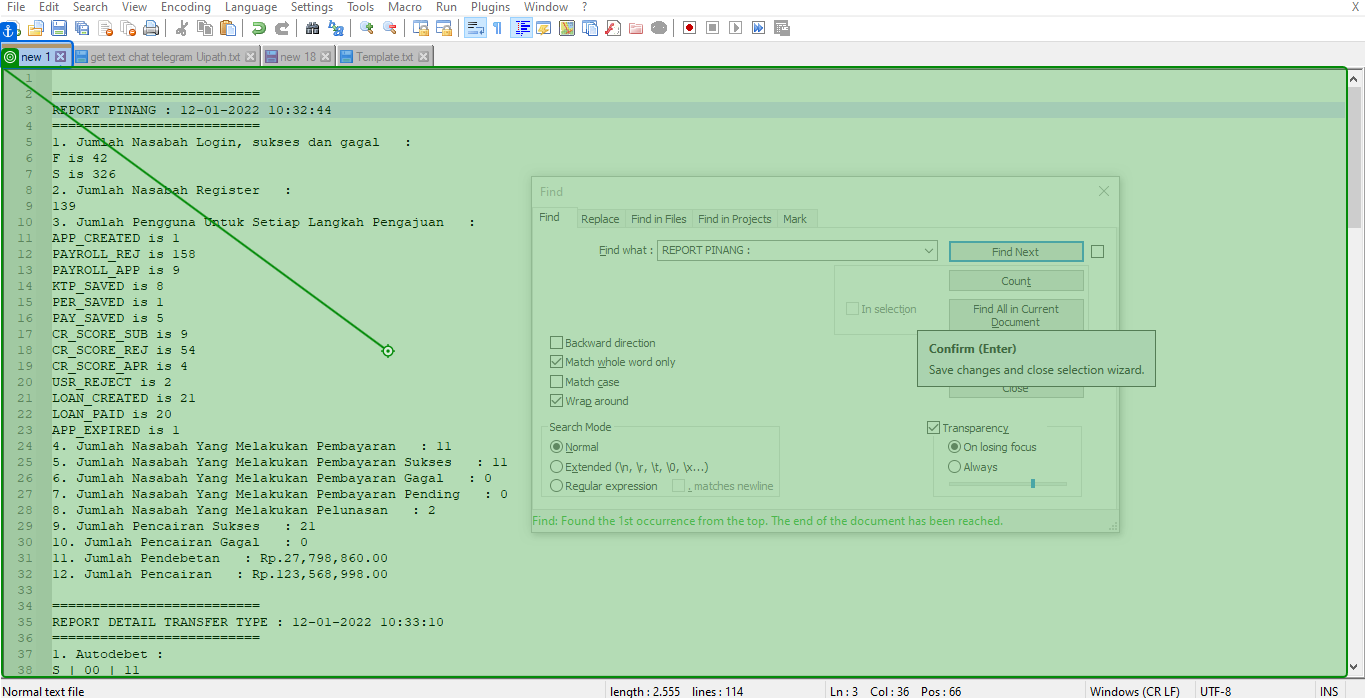 File Edit Search View Encoding Language Settings Tools Macro Run Plugins Window ? X
new 1 get text chat telegram Uipath.txt new 18 Template.txt
1
2 ==========================
3 REPORT PINANG : 12-01-2022 10:32:44
4 ==========================
5 1. Jumlah Nasabah Login, sukses dan gagal :
6 F is 42
7 S is 326
8 2. Jumlah Nasabah Register :
9 139
10 3. Jumlah Pengguna Untuk Setiap Langkah Pengajuan :
11 APP_CREATED is 1
12 PAYROLL_REJ is 158
13 PAYROLL_APP is 9
14 KTP_SAVED is 8
15 PER_SAVED is 1
16 PAY_SAVED is 5
17 CR_SCORE_SUB is 9
18 CR_SCORE_REJ is 54
19 CR_SCORE_APR is 4
20 USR_REJECT is 2
21 LOAN_CREATED is 21
22 LOAN_PAID is 20
23 APP_EXPIRED is 1
24 4. Jumlah Nasabah Yang Melakukan Pembayaran : 11
25 5. Jumlah Nasabah Yang Melakukan Pembayaran Sukses : 11
26 6. Jumlah Nasabah Yang Melakukan Pembayaran Gagal : 0
27 7. Jumlah Nasabah Yang Melakukan Pembayaran Pending : 0
28 8. Jumlah Nasabah Yang Melakukan Pelunasan : 2
29 9. Jumlah Pencairan Sukses : 21
30 10. Jumlah Pencairan Gagal : 0
31 11. Jumlah Pendebetan : Rp.27,798,860.00
32 12. Jumlah Pencairan : Rp.123,568,998.00
33
34 ==========================
35 REPORT DETAIL TRANSFER TYPE : 12-01-2022 10:33:10
36 ==========================
37 1. Autodebet :
38 S | 00 | 11
Find
Find Replace Find in Files Find in Projects Mark
Find what : REPORT PINANG :
Find Next
Count
In selection
Find All in Current
Document
Confirm (Enter)
Save changes and close selection wizard.
Close
Backward direction
Match whole word only
Match case
Wrap around
Search Mode
Normal
Extended (\n, \r, \t, \0, \x...)
Regular expression . matches newline
Transparency
On losing focus
Always
Find: Found the 1st occurrence from the top. The end of the document has been reached.
Normal text file length : 2.555 lines : 114 Ln : 3 Col : 36 Pos : 66 Windows (CR LF) UTF-8 INS